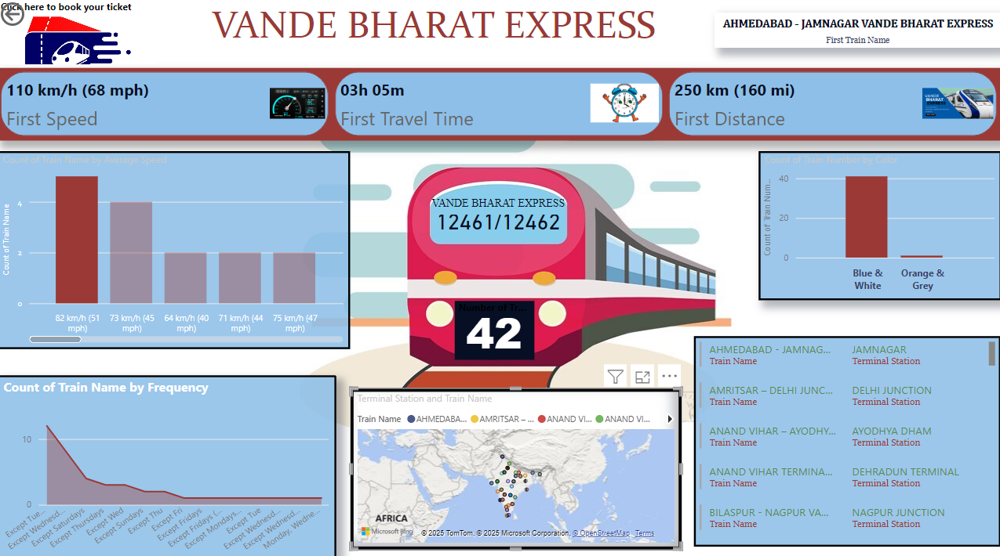 Click here to book your ticket
VANDE BHARAT EXPRESS
AHMEDABAD - JAMNAGAR VANDE BHARAT EXPRESS
First Train Name
110 km/h (68 mph)
First Speed
03h 05m
First Travel Time
250 km (160 mi)
First Distance
VANDE
BHARAT
EXPRESS
Count of Train Name by Average Speed
Count of Train Name
4
2
0
82 km/h (51
mph)
73 km/h (45
mph)
64 km/h (40
mph)
71 km/h (44
mph)
75 km/h (47
mph)
VANDE BHARAT EXPRESS
12461/12462
Number of Tr...
42
Count of Train Number by Color
Count of Train Num...
40
20
0
Blue &
White
Orange &
Grey
Count of Train Name by Frequency
10
0
Except Tue...
Except Wednesd...
Except Saturdays
Except Thursdays
Except Wed
Except Sundays
Except Thu
Except Fri
Except Fridays
Except Fridays (...
Except Mondays...
Except Tue
Except Wednesd...
Except Wednesd...
Monday, Wedne...
Terminal Station and Train Name
Train Name
AHMEDABA...
AMRITSAR – ...
ANAND VI...
ANAND VI...
AFRICA
Microsoft Bing
© 2025 TomTom, © 2025 Microsoft Corporation, © OpenStreetMap Terms
AHMEDABAD - JAMNAG... JAMNAGAR
Train Name Terminal Station
AMRITSAR – DELHI JUNC... DELHI JUNCTION
Train Name Terminal Station
ANAND VIHAR – AYODHY... AYODHYA DHAM
Train Name Terminal Station
ANAND VIHAR TERMINA... DEHRADUN TERMINAL
Train Name Terminal Station
BILASPUR - NAGPUR VA... NAGPUR JUNCTION
Train Name Terminal Station